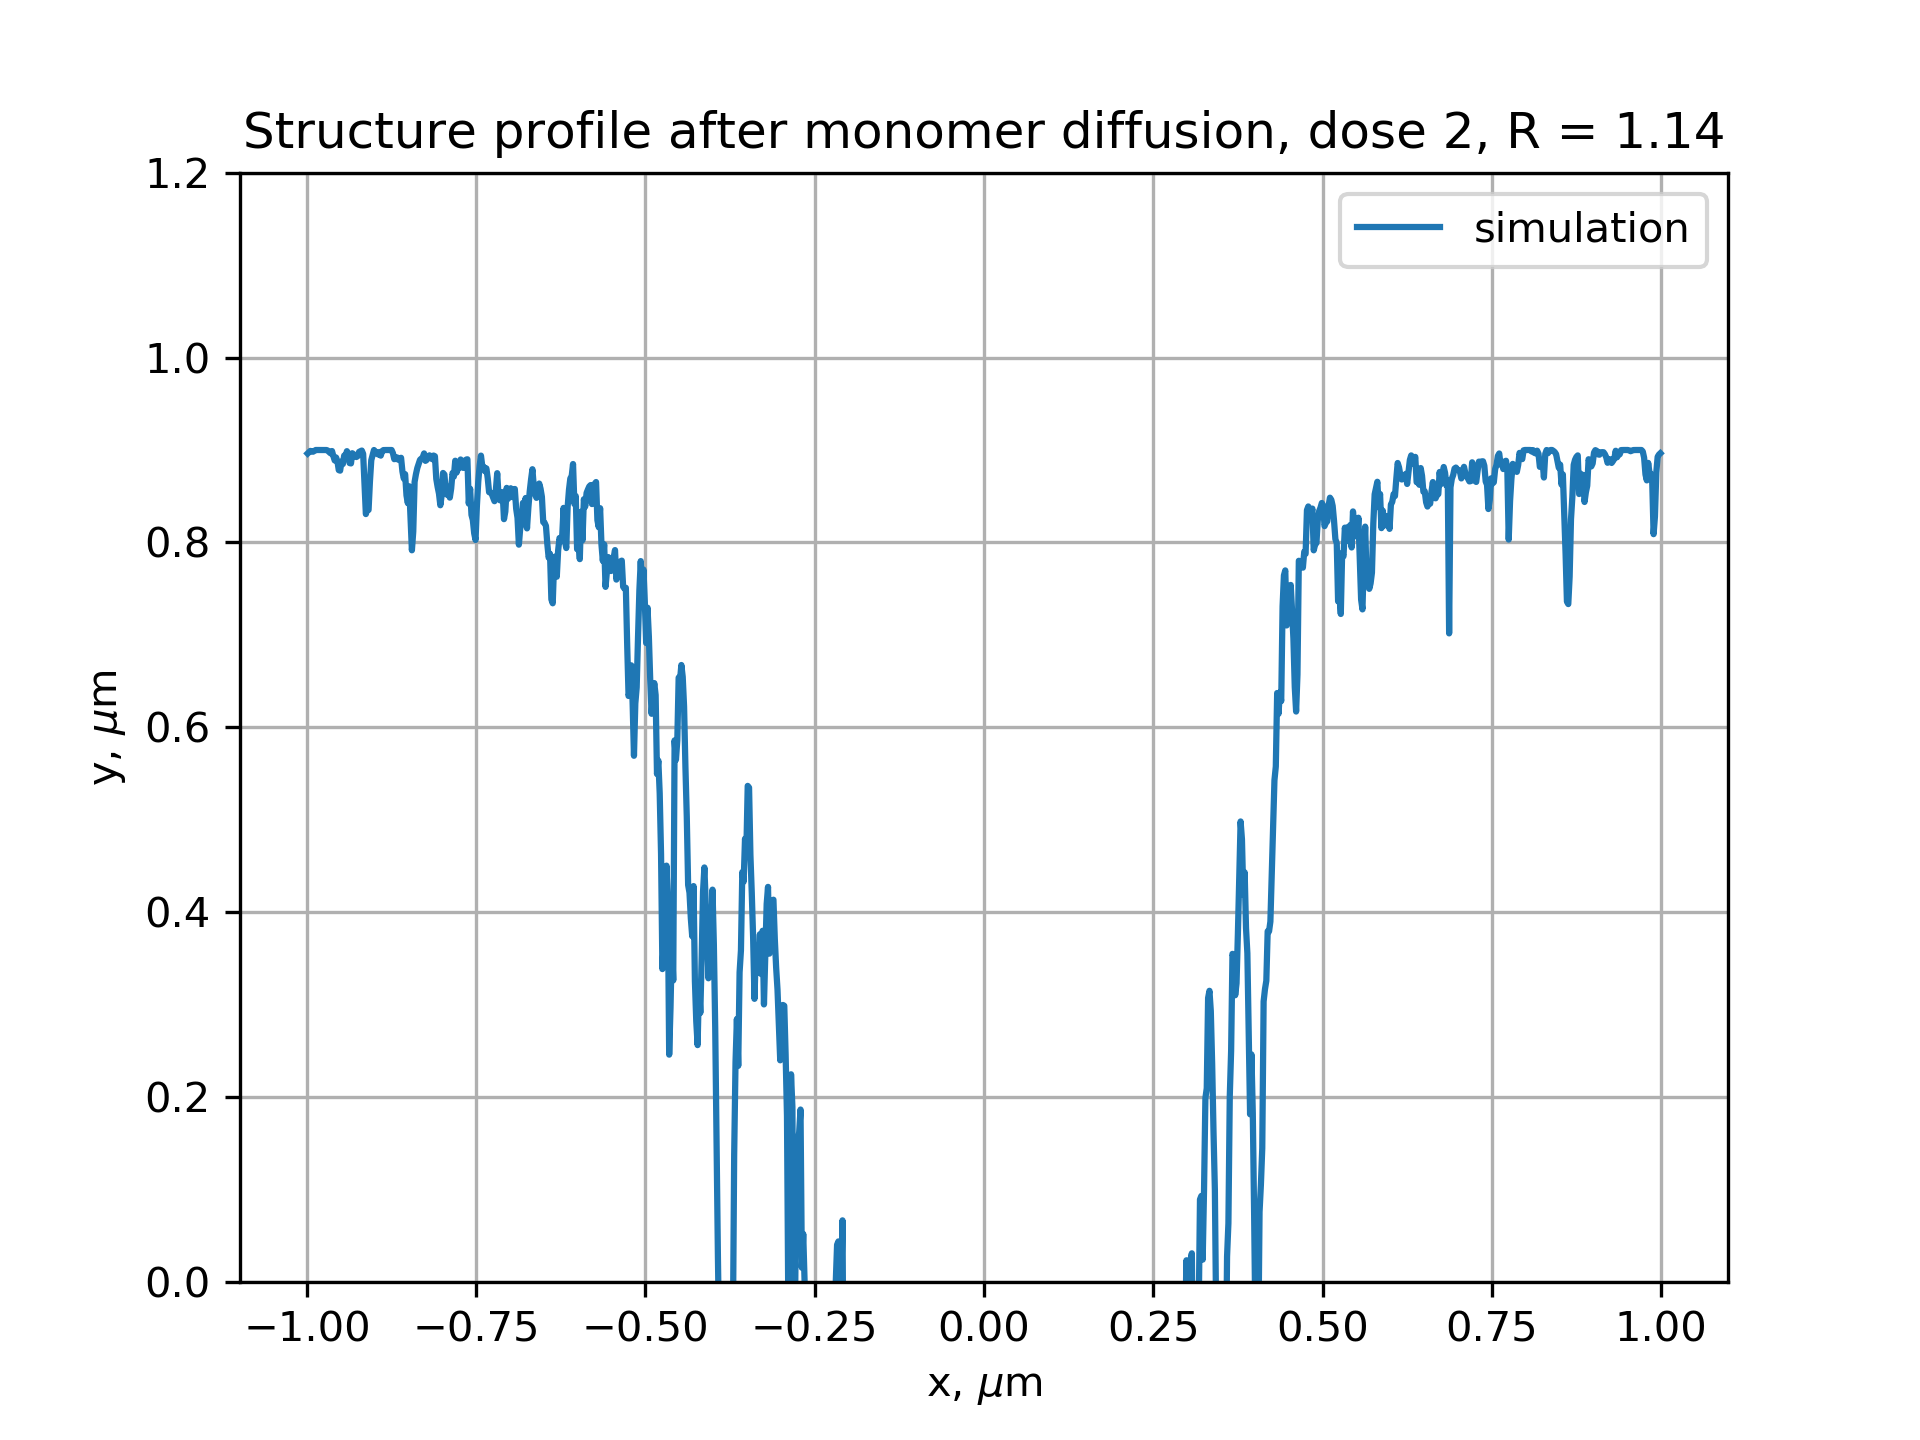 Structure profile after monomer diffusion, dose 2, R = 1.14
simulation
1.2
1.0
0.8
0.6
0.4
0.2
0.0
y, μm
−1.00 −0.75 −0.50 −0.25 0.00 0.25 0.50 0.75 1.00
x, μm